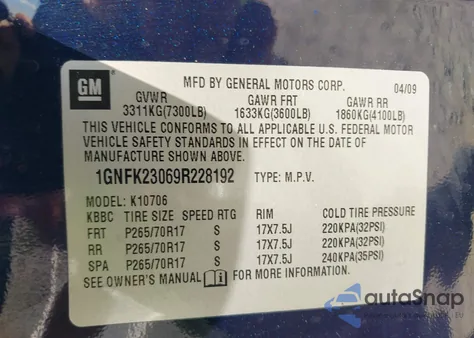 GM
MFD BY GENERAL MOTORS CORP. 04/09
GVWR GAWR FRT GAWR RR
3311KG(7300LB) 1633KG(3600LB) 1860KG(4100LB)
THIS VEHICLE CONFORMS TO ALL APPLICABLE U.S. FEDERAL MOTOR
VEHICLE SAFETY STANDARDS IN EFFECT ON THE DATE OF
MANUFACTURE SHOWN ABOVE.
1GNFK23069R228192 TYPE: M.P.V.
MODEL: K10706
KBBC TIRE SIZE SPEED RTG RIM COLD TIRE PRESSURE
FRT P265/70R17 S 17X7.5J 220KPA(32PSI)
RR P265/70R17 S 17X7.5J 220KPA(32PSI)
SPA P265/70R17 S 17X7.5J 240KPA(35PSI)
SEE OWNER'S MANUAL FOR MORE INFORMATION
autoSnap